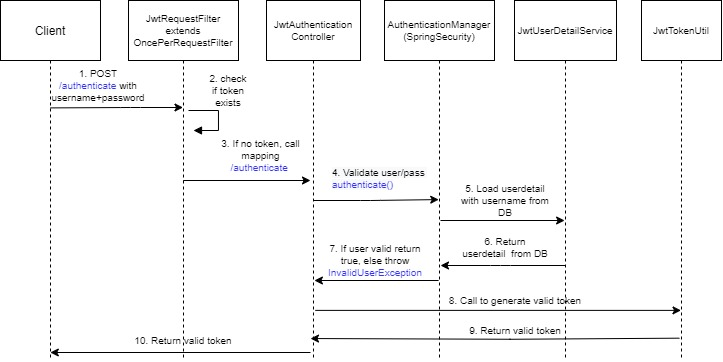 Client
JwtRequestFilter
extends
OncePerRequestFilter
JwtAuthentication
Controller
AuthenticationManager
(SpringSecurity)
JwtUserDetailService
JwtTokenUtil
1. POST
/authenticate with
username+password
2. check
if token
exists
3. If no token, call
mapping
/authenticate
4. Validate user/pass
authenticate()
5. Load userdetail
with username from
DB
6. Return
userdetail from DB
7. If user valid return
true, else throw
InvalidUserException
8. Call to generate valid token
9. Return valid token
10. Return valid token